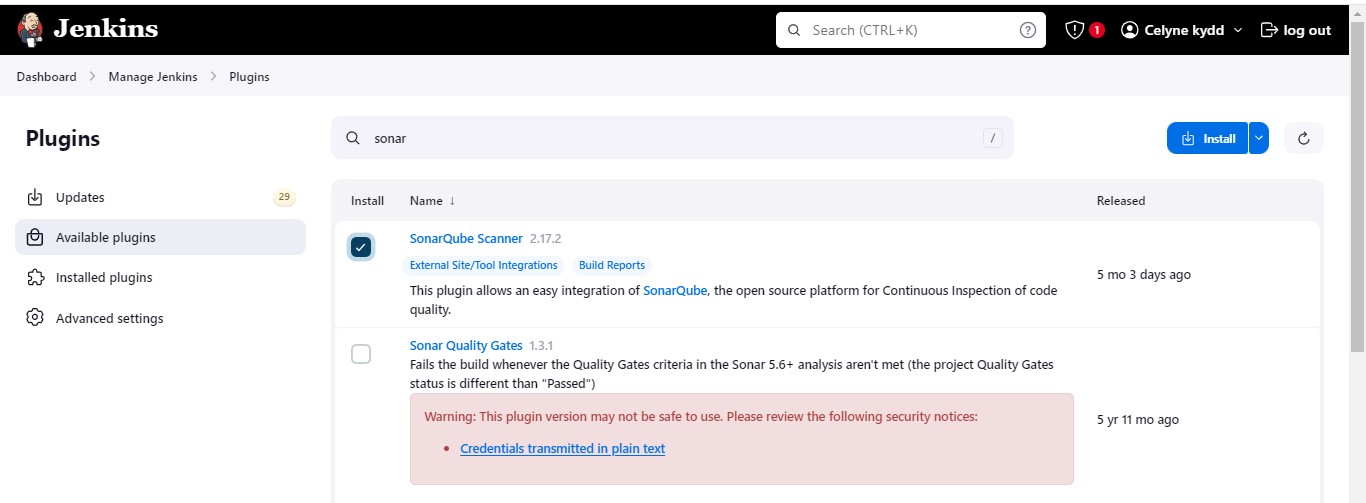 Jenkins
Search (CTRL+K)
?
1
Celyne kydd
log out
Dashboard > Manage Jenkins > Plugins
Plugins
sonar
/
Install
Updates
29
Available plugins
Installed plugins
Advanced settings
Install Name ↓ Released
SonarQube Scanner 2.17.2
External Site/Tool Integrations Build Reports
This plugin allows an easy integration of SonarQube, the open source platform for Continuous Inspection of code
quality.
5 mo 3 days ago
Sonar Quality Gates 1.3.1
Fails the build whenever the Quality Gates criteria in the Sonar 5.6+ analysis aren't met (the project Quality Gates
status is different than "Passed")
Warning: This plugin version may not be safe to use. Please review the following security notices:
• Credentials transmitted in plain text
5 yr 11 mo ago